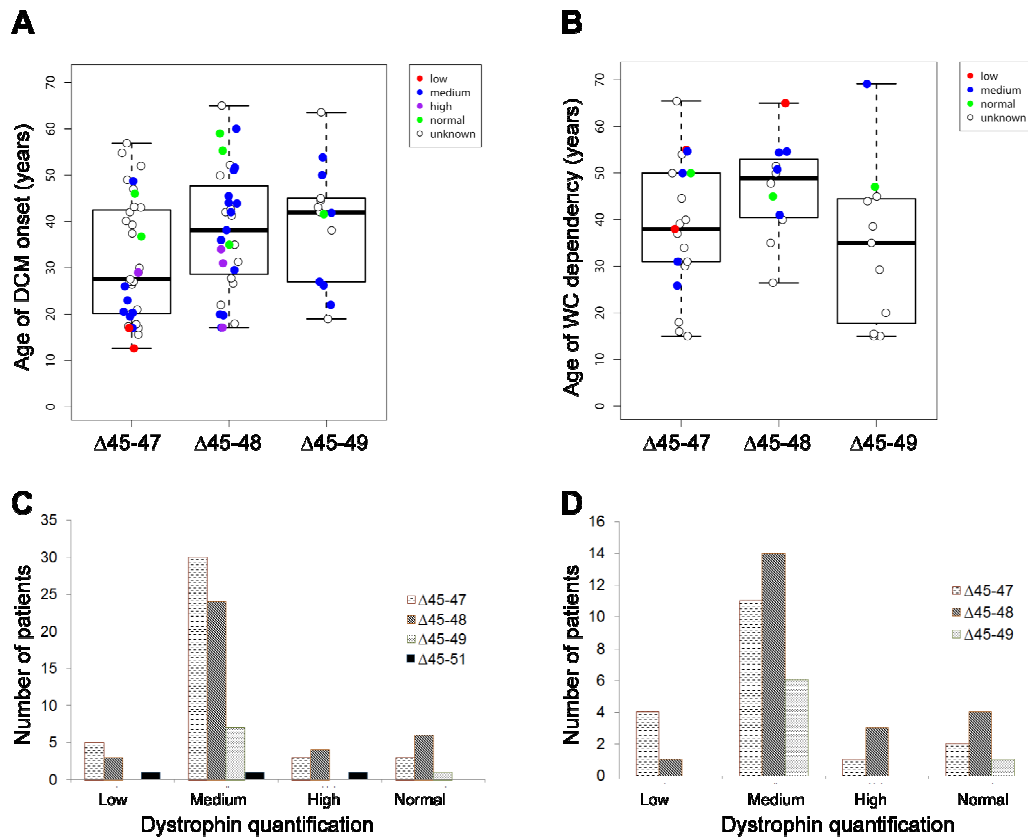 A
Age of DCM onset (years)
70
60
50
40
30
20
10
0
low
medium
high
normal
unknown
Δ45-47
Δ45-48
Δ45-49
B
Age of WC dependency (years)
70
60
50
40
30
20
10
0
low
medium
normal
unknown
Δ45-47
Δ45-48
Δ45-49
C
Number of patients
35
30
25
20
15
10
5
0
Δ45-47
Δ45-48
Δ45-49
Δ45-51
Low
Medium
High
Normal
Dystrophin quantification
D
Number of patients
16
14
12
10
8
6
4
2
0
Δ45-47
Δ45-48
Δ45-49
Low
Medium
High
Normal
Dystrophin quantification